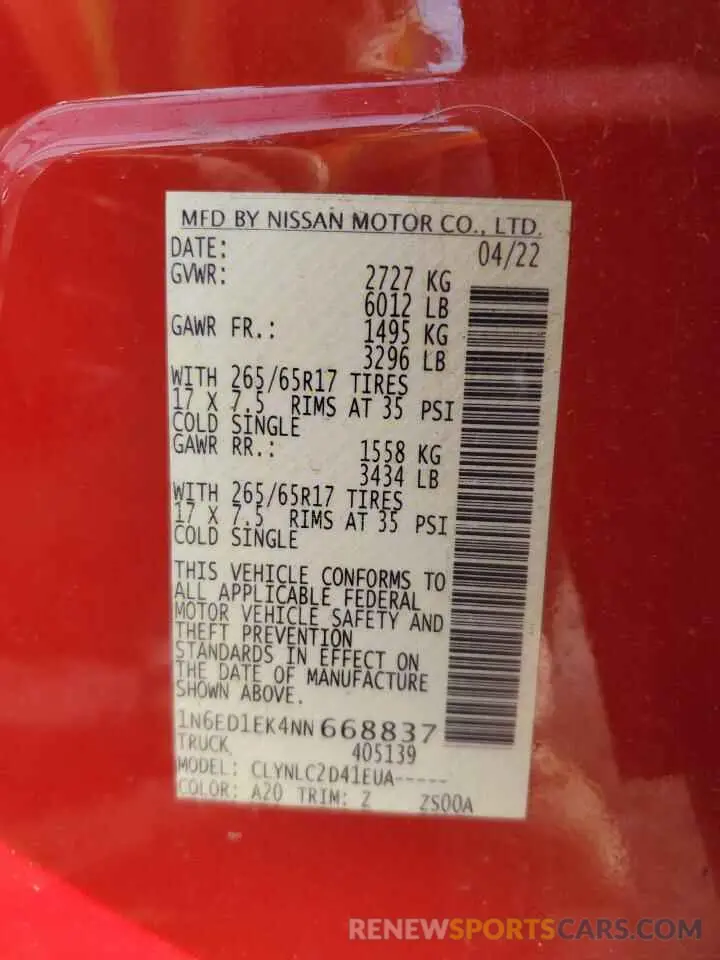 MFD BY NISSAN MOTOR CO., LTD.
DATE: 04/22
GVWR: 2727 KG
6012 LB
GAWR FR.: 1495 KG
3296 LB
WITH 265/65R17 TIRES
17 X 7.5 RIMS AT 35 PSI
COLD SINGLE
GAWR RR.: 1558 KG
3434 LB
WITH 265/65R17 TIRES
17 X 7.5 RIMS AT 35 PSI
COLD SINGLE
THIS VEHICLE CONFORMS TO
ALL APPLICABLE FEDERAL
MOTOR VEHICLE SAFETY AND
THEFT PREVENTION
STANDARDS IN EFFECT ON
THE DATE OF MANUFACTURE
SHOWN ABOVE.
1N6ED1EK4NN668837
TRUCK 405139
MODEL: CLYNLC2D41EUA-----
COLOR: A20 TRIM: Z ZS00A
RENEWSPORTSCARS.COM